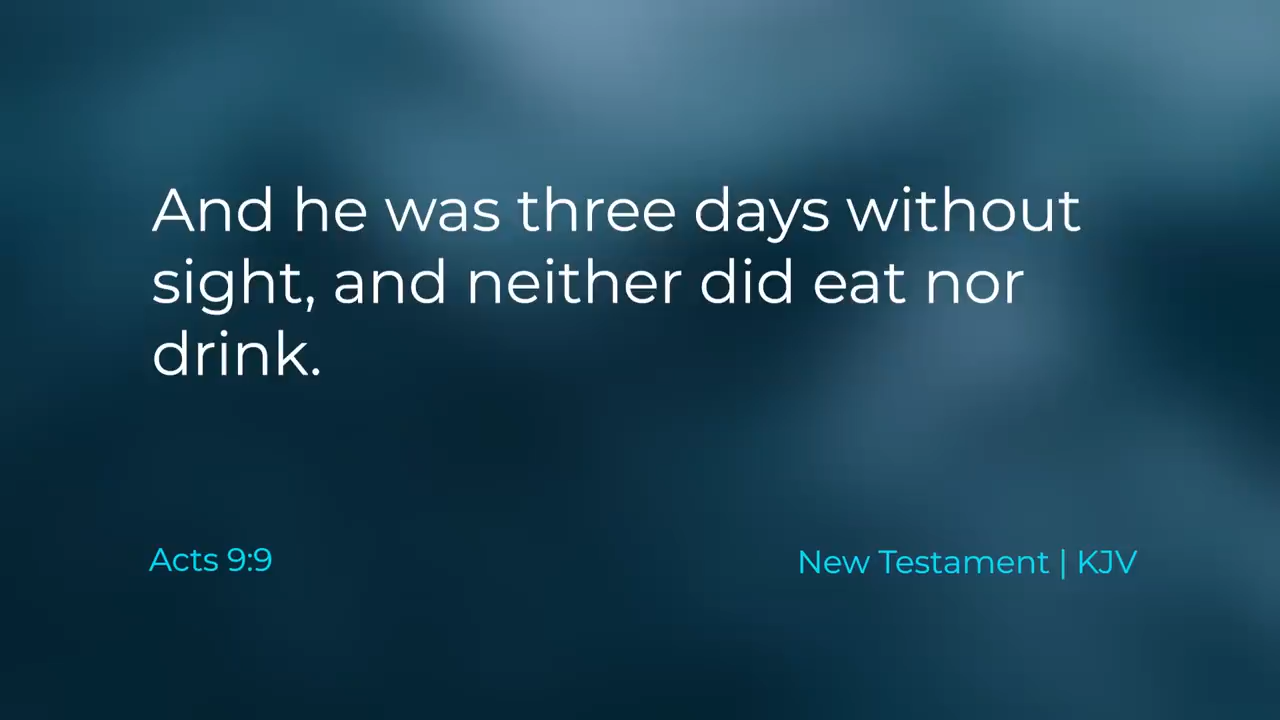 And he was three days without
sight, and neither did eat nor
drink.
Acts 9:9
New Testament | KJV